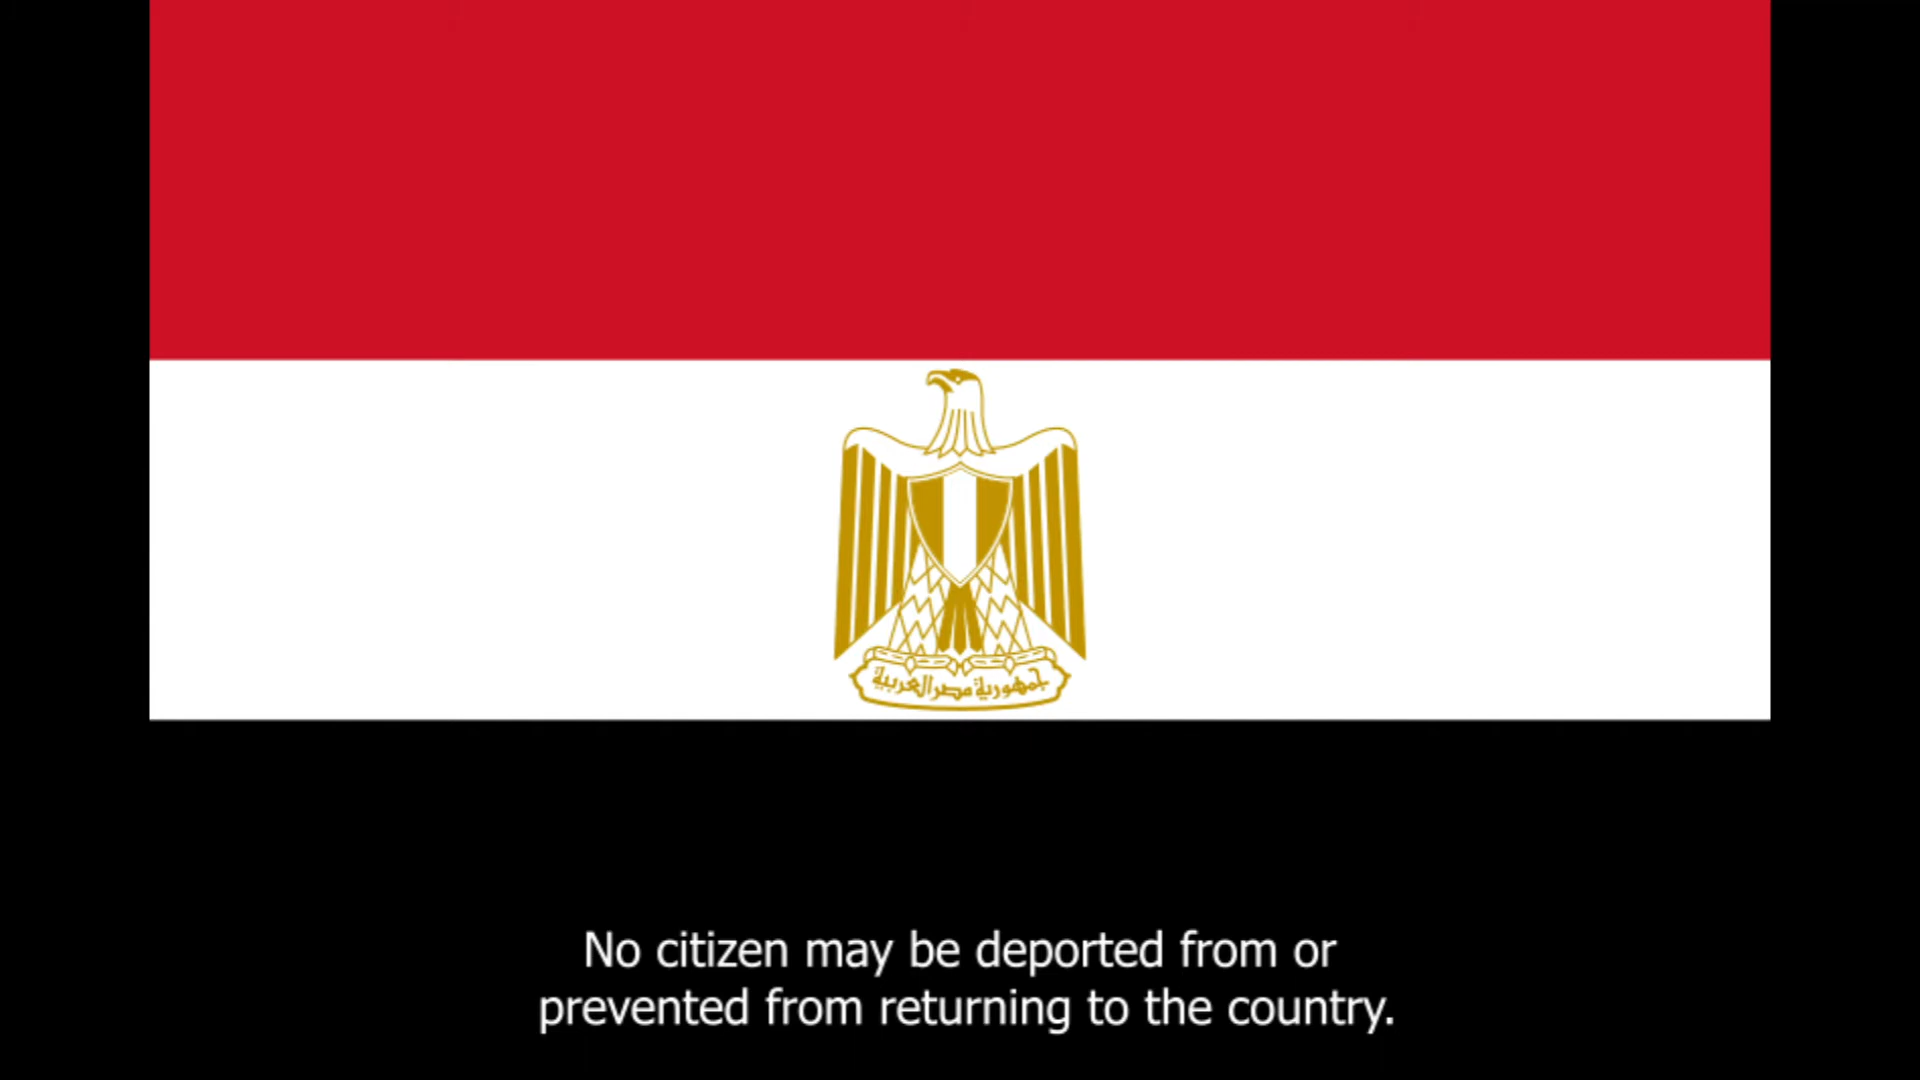 جمهورية مصر العربية
No citizen may be deported from or
prevented from returning to the country.